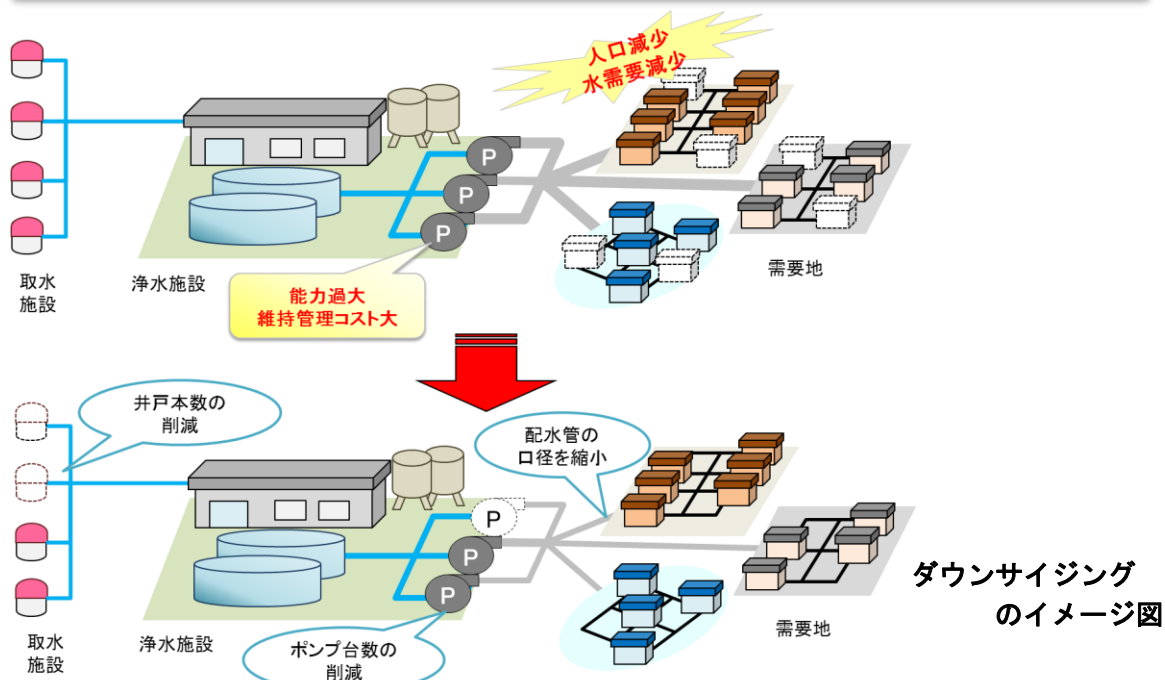 人口減少
水需要減少
P
P
P
取水
施設
浄水施設
能力過大
維持管理コスト大
需要地
井戸本数の
削減
配水管の
口径を縮小
P
P
P
取水
施設
浄水施設
ポンプ台数の
削減
需要地
ダウンサイジング
のイメージ図